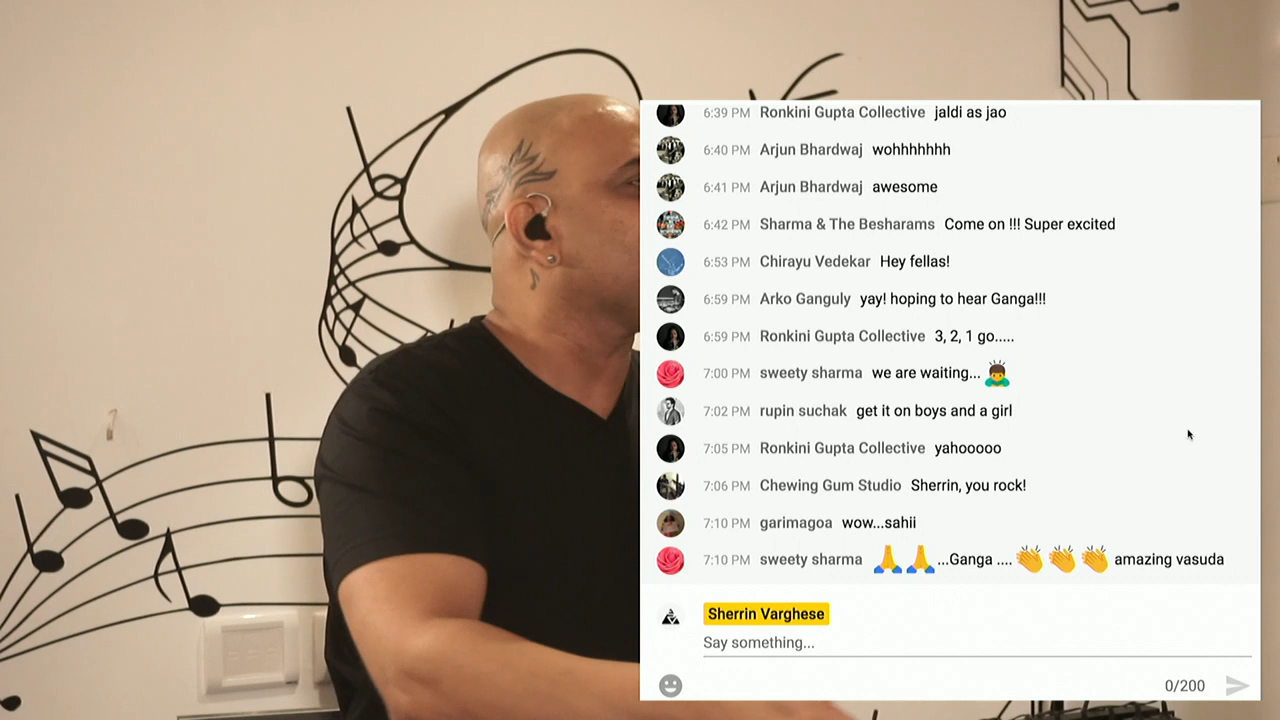 6:39 PM Ronkini Gupta Collective jaldi as jao
6:40 PM Arjun Bhardwaj wohhhhhhh
6:41 PM Arjun Bhardwaj awesome
6:42 PM Sharma & The Besharams Come on !!! Super excited
6:53 PM Chirayu Vedekar Hey fellas!
6:59 PM Arko Ganguly yay! hoping to hear Ganga!!!
6:59 PM Ronkini Gupta Collective 3, 2, 1 go.....
7:00 PM sweety sharma we are waiting... 🙇‍♂️
7:02 PM rupin suchak get it on boys and a girl
7:05 PM Ronkini Gupta Collective yahooooo
7:06 PM Chewing Gum Studio Sherrin, you rock!
7:10 PM garimagoa wow...sahii
7:10 PM sweety sharma 🙏🙏...Ganga .... 👏👏👏 amazing vasuda
Sherrin Varghese
Say something...
0/200